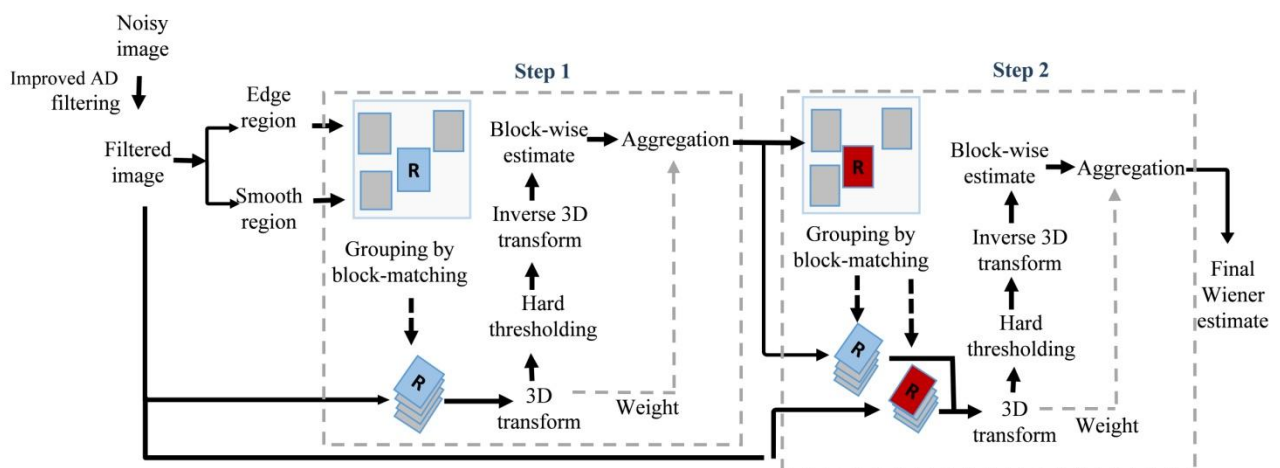 Noisy
image
Improved AD
filtering
Filtered
image
Edge
region
Smooth
region
Step 1
R
Grouping by
block-matching
R
3D
transform
Hard
thresholding
Inverse 3D
transform
Block-wise
estimate
Aggregation
Weight
Step 2
R
Grouping by
block-matching
R
R
3D
transform
Hard
thresholding
Inverse 3D
transform
Block-wise
estimate
Aggregation
Weight
Final
Wiener
estimate